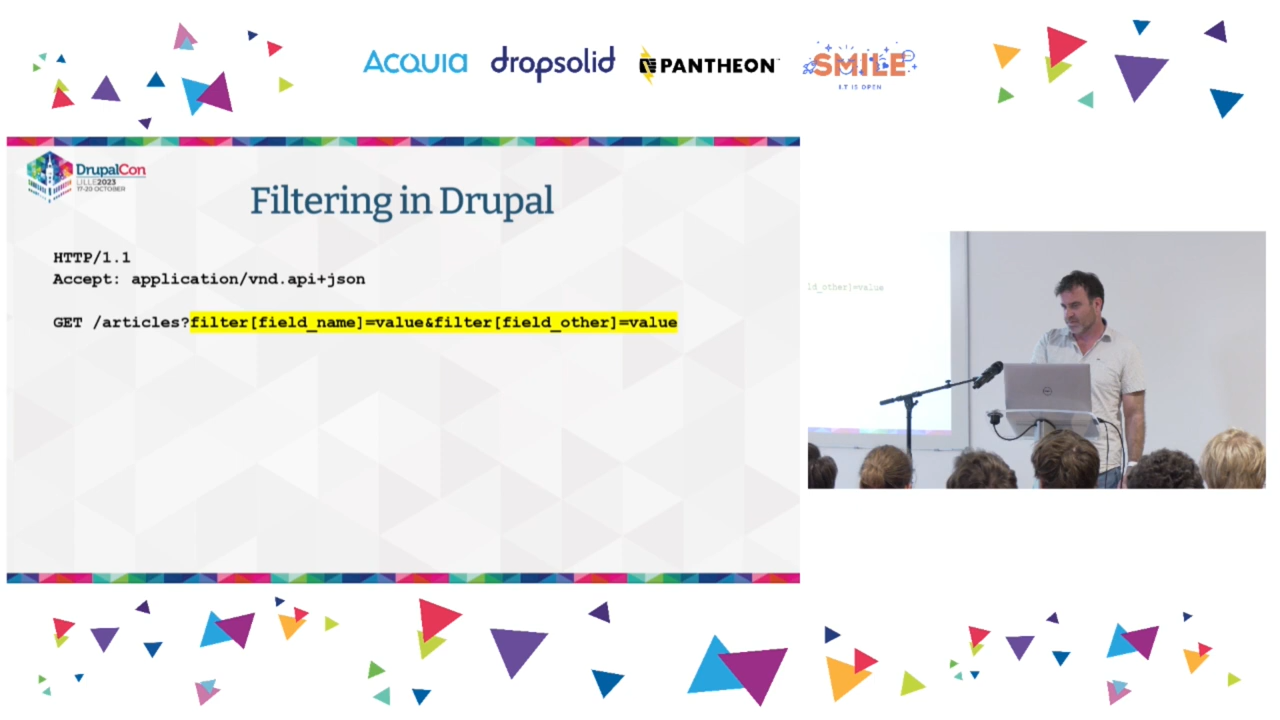 Acquia
dropsolid
PANTHEON
SMILE
I.T IS OPEN
DrupalCon
LILLE2023
17-20 OCTOBER
Filtering in Drupal
HTTP/1.1
Accept: application/vnd.api+json
GET /articles?filter[field_name]=value&filter[field_other]=value
ld_other]=value
DELL